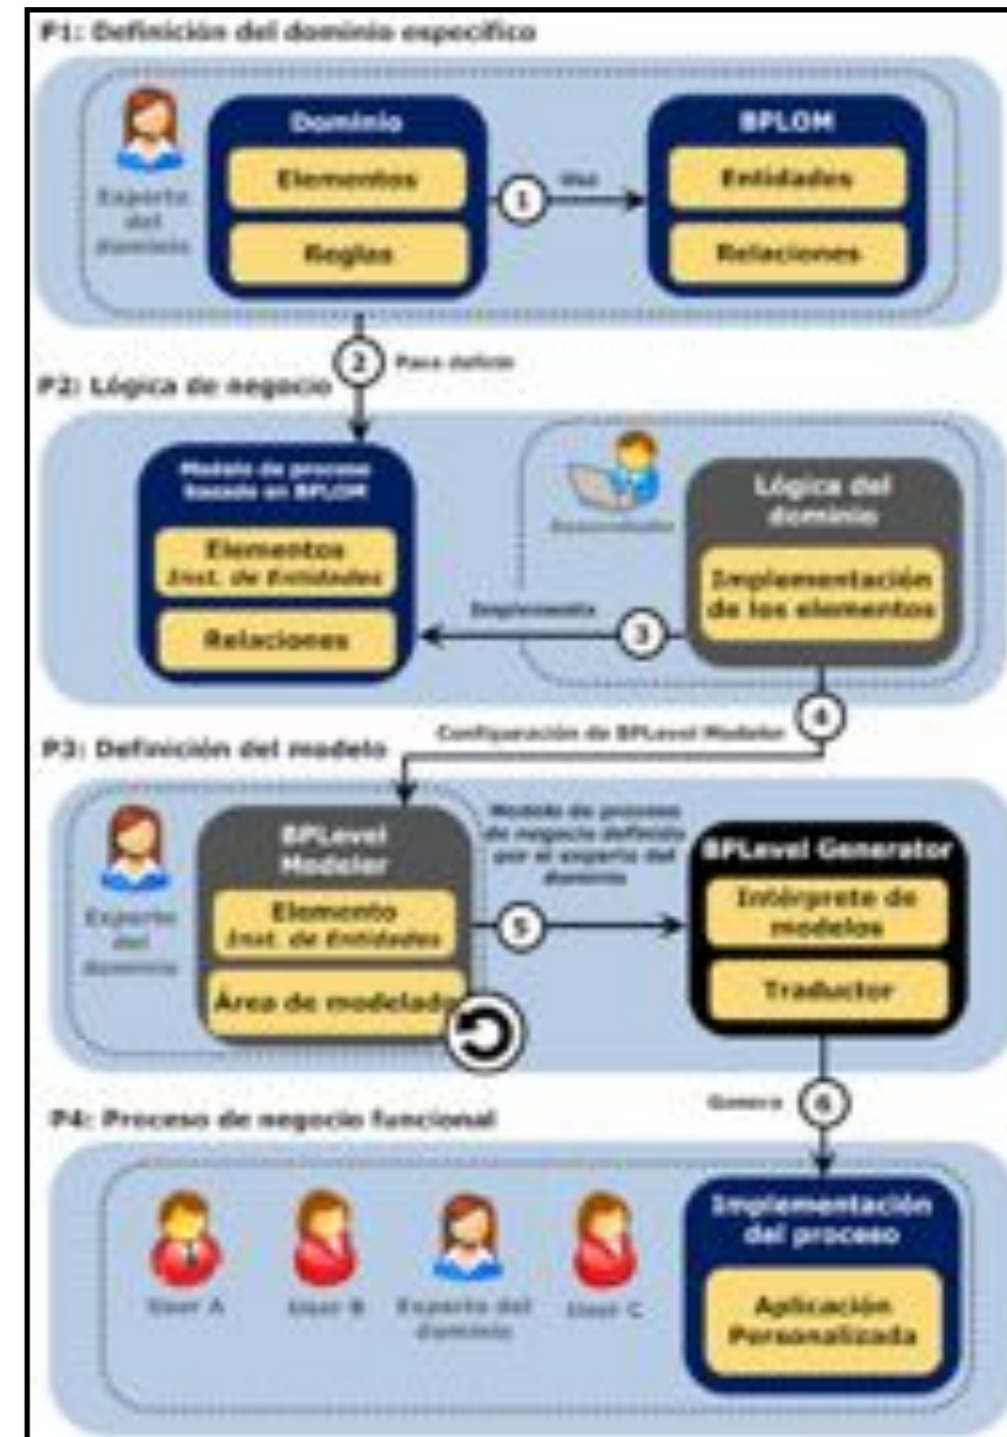 P1: Definición del dominio específico
Dominio
Elementos
Reglas
Experto
del
dominio
1
Usa
BPLOM
Entidades
Relaciones
2
Para definir
P2: Lógica de negocio
Modelo de proceso
basado en BPLOM
Elementos
Inst. de Entidades
Relaciones
Implementa
3
Lógica del
dominio
Implementación
de los elementos
4
Configuración de BPLevel Modeler
P3: Definición del modelo
Experto
del
dominio
BPLevel
Modeler
Elemento
Inst. de Entidades
Área de modelado
Modelo de proceso
de negocio definido
por el experto del
dominio
5
BPLevel Generator
Intérprete de
modelos
Traductor
Genera
6
P4: Proceso de negocio funcional
User A
User B
Experto del
dominio
User C
Implementación
del proceso
Aplicación
Personalizada